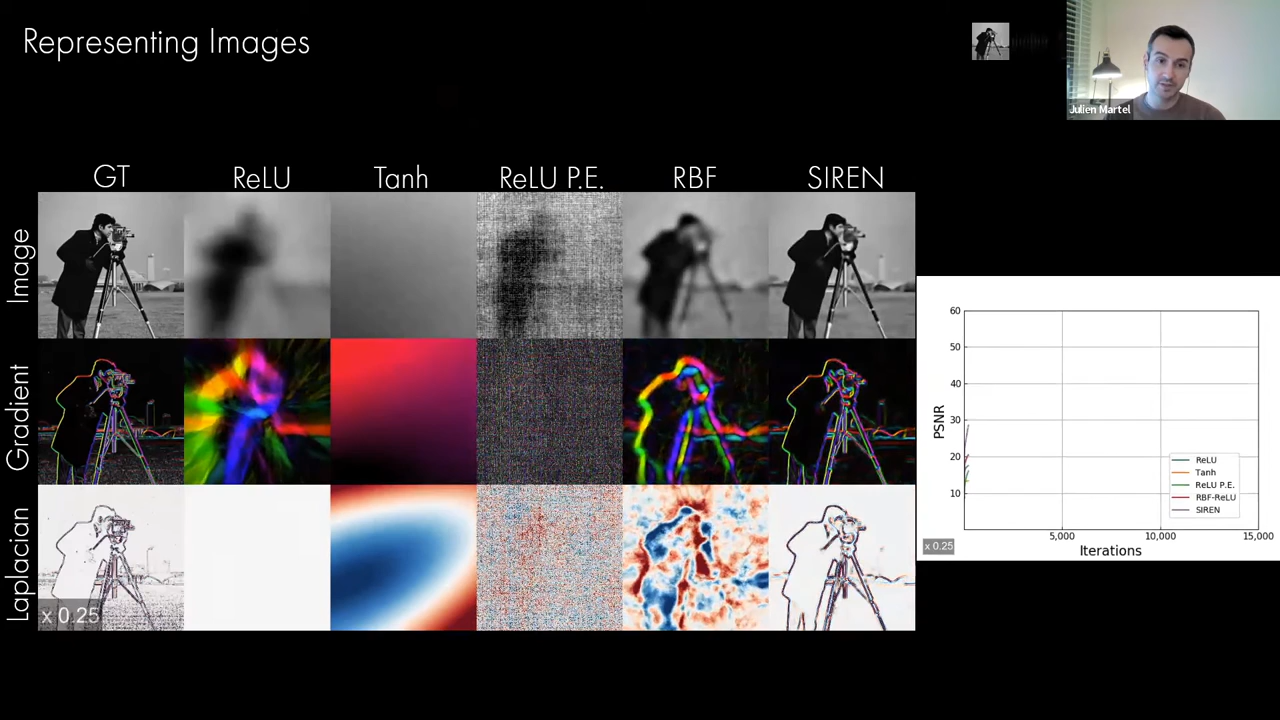 Representing Images
Julien Martel
GT ReLU Tanh ReLU P.E. RBF SIREN
Image
Gradient
Laplacian
x 0.25
60
50
40
30
20
10
PSNR
ReLU
Tanh
ReLU P.E.
RBF-ReLU
SIREN
5,000 10,000 15,000
Iterations
x 0.25